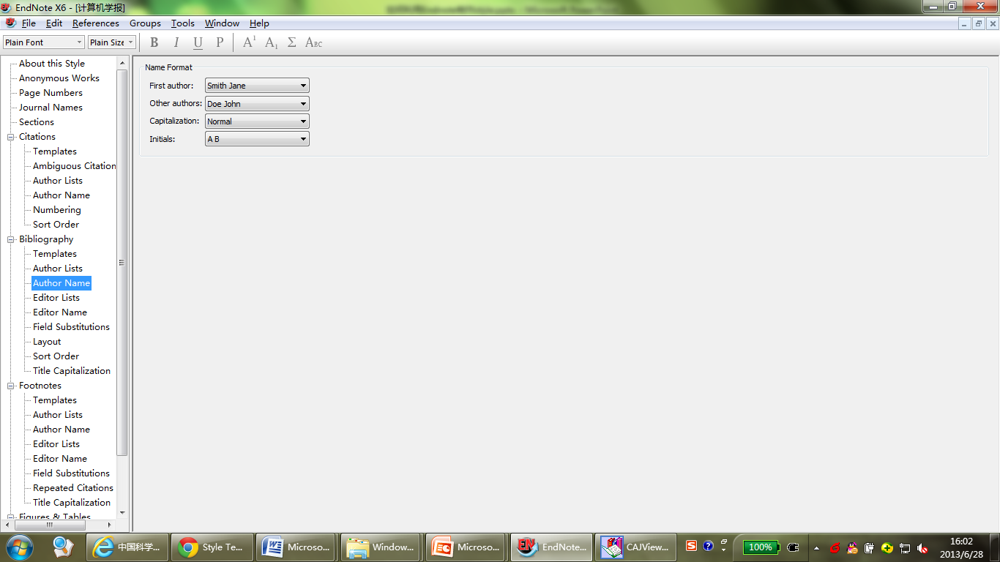 EndNote X6 - [计算机学报]
File Edit References Groups Tools Window Help
Plain Font Plain Size B I U P A1 A1 Σ ABC
About this Style
Anonymous Works
Page Numbers
Journal Names
Sections
Citations
Templates
Ambiguous Citation
Author Lists
Author Name
Numbering
Sort Order
Bibliography
Templates
Author Lists
Author Name
Editor Lists
Editor Name
Field Substitutions
Layout
Sort Order
Title Capitalization
Footnotes
Templates
Author Lists
Author Name
Editor Lists
Editor Name
Field Substitutions
Repeated Citations
Title Capitalization
Figures & Tables
Name Format
First author: Smith Jane
Other authors: Doe John
Capitalization: Normal
Initials: A B
中国科学... Style Te... Microso... Window... Microso... EndNote... CAJView... 100% 16:02
2013/6/28